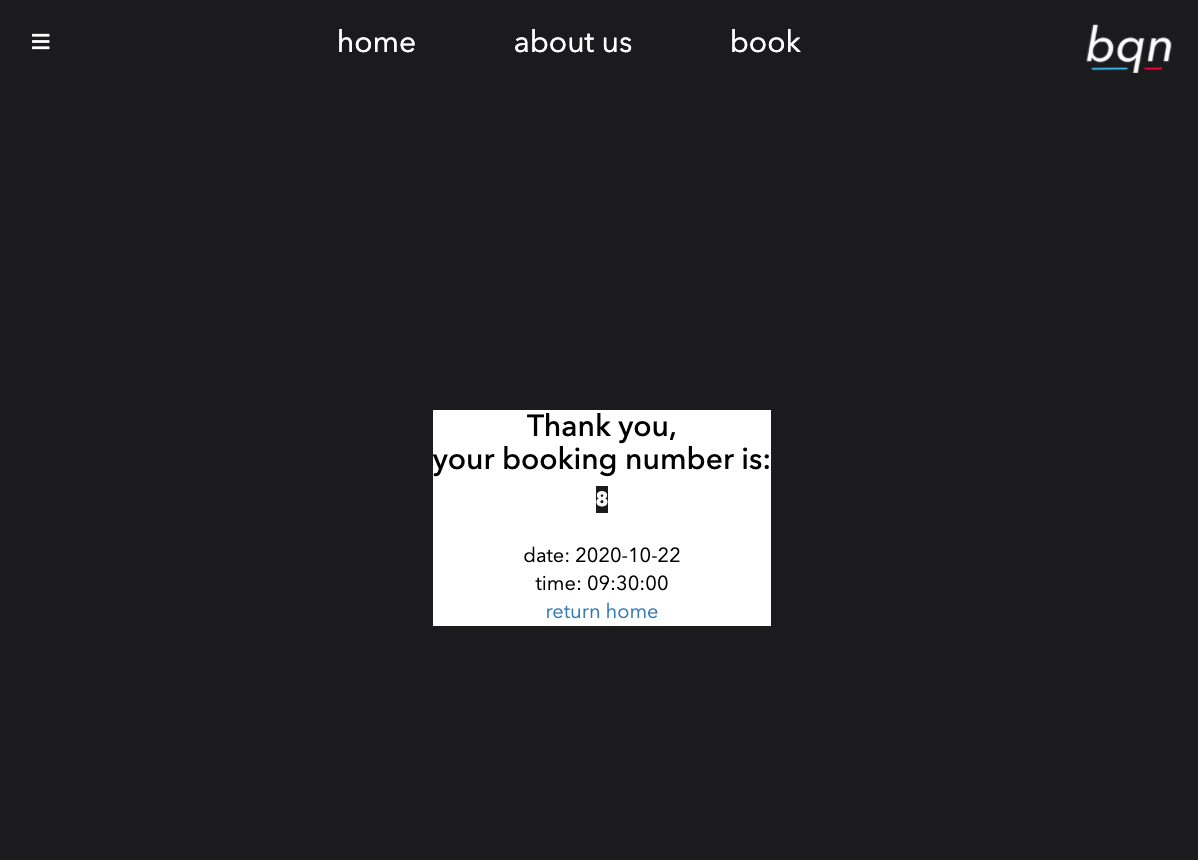 home about us book bqn
Thank you,
your booking number is:
8
date: 2020-10-22
time: 09:30:00
return home